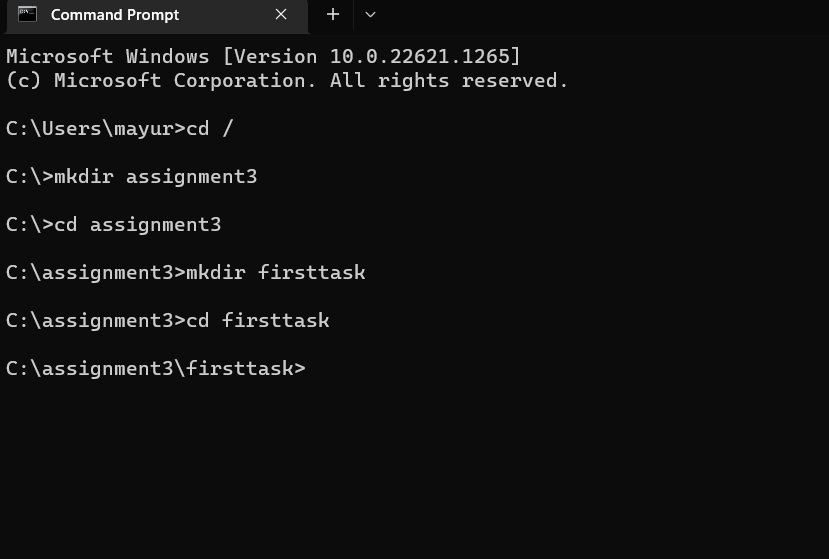 Command Prompt
Microsoft Windows [Version 10.0.22621.1265]
(c) Microsoft Corporation. All rights reserved.
C:\Users\mayur>cd /
C:\>mkdir assignment3
C:\>cd assignment3
C:\assignment3>mkdir firsttask
C:\assignment3>cd firsttask
C:\assignment3\firsttask>